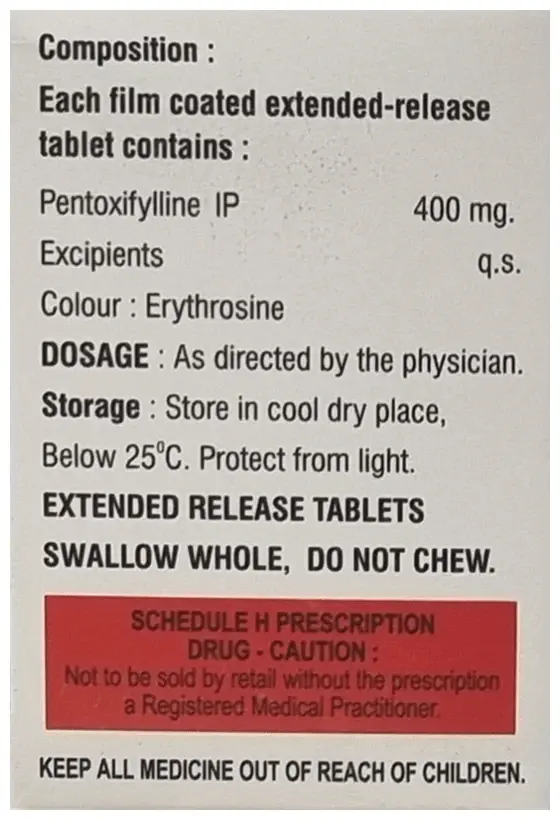 Composition :
Each film coated extended-release
tablet contains :
Pentoxifylline IP 400 mg.
Excipients q.s.
Colour : Erythrosine
DOSAGE : As directed by the physician.
Storage : Store in cool dry place,
Below 25⁰C. Protect from light.
EXTENDED RELEASE TABLETS
SWALLOW WHOLE, DO NOT CHEW.
SCHEDULE H PRESCRIPTION
DRUG - CAUTION :
Not to be sold by retail without the prescription
a Registered Medical Practitioner.
KEEP ALL MEDICINE OUT OF REACH OF CHILDREN.